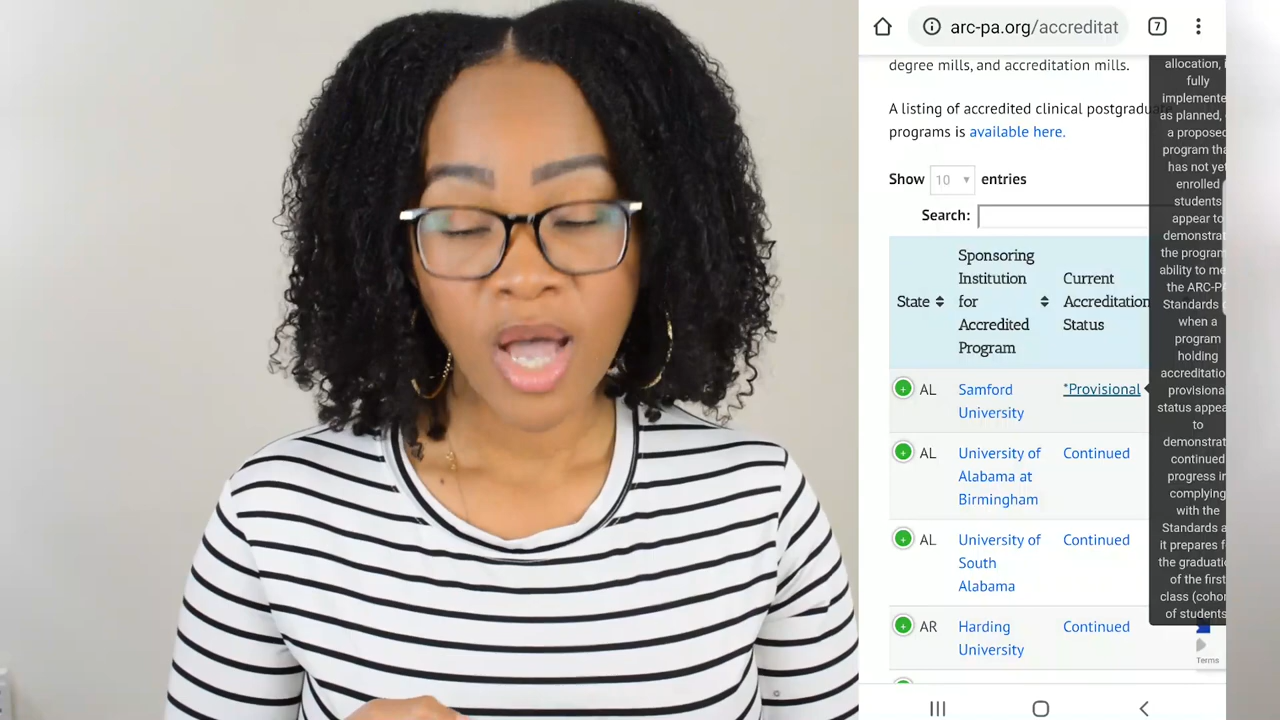 arc-pa.org/accreditat
7
degree mills, and accreditation mills.
A listing of accredited clinical postgraduate
programs is available here.
Show 10 entries
Search:
State
Sponsoring
Institution
for
Accredited
Program
Current
Accreditation
Status
AL
Samford
University
*Provisional
AL
University of
Alabama at
Birmingham
Continued
AL
University of
South
Alabama
Continued
AR
Harding
University
Continued
allocation,
fully
implemente
as planned,
a proposed
program tha
has not yet
enrolled
students
appear to
demonstrat
the program
ability to me
the ARC-PA
Standards
when a
program
holding
accreditatio
provisional
status appea
to
demonstrat
continued
progress in
complying
with the
Standards a
it prepares f
the graduatio
of the first
class (cohor
of students
Terms